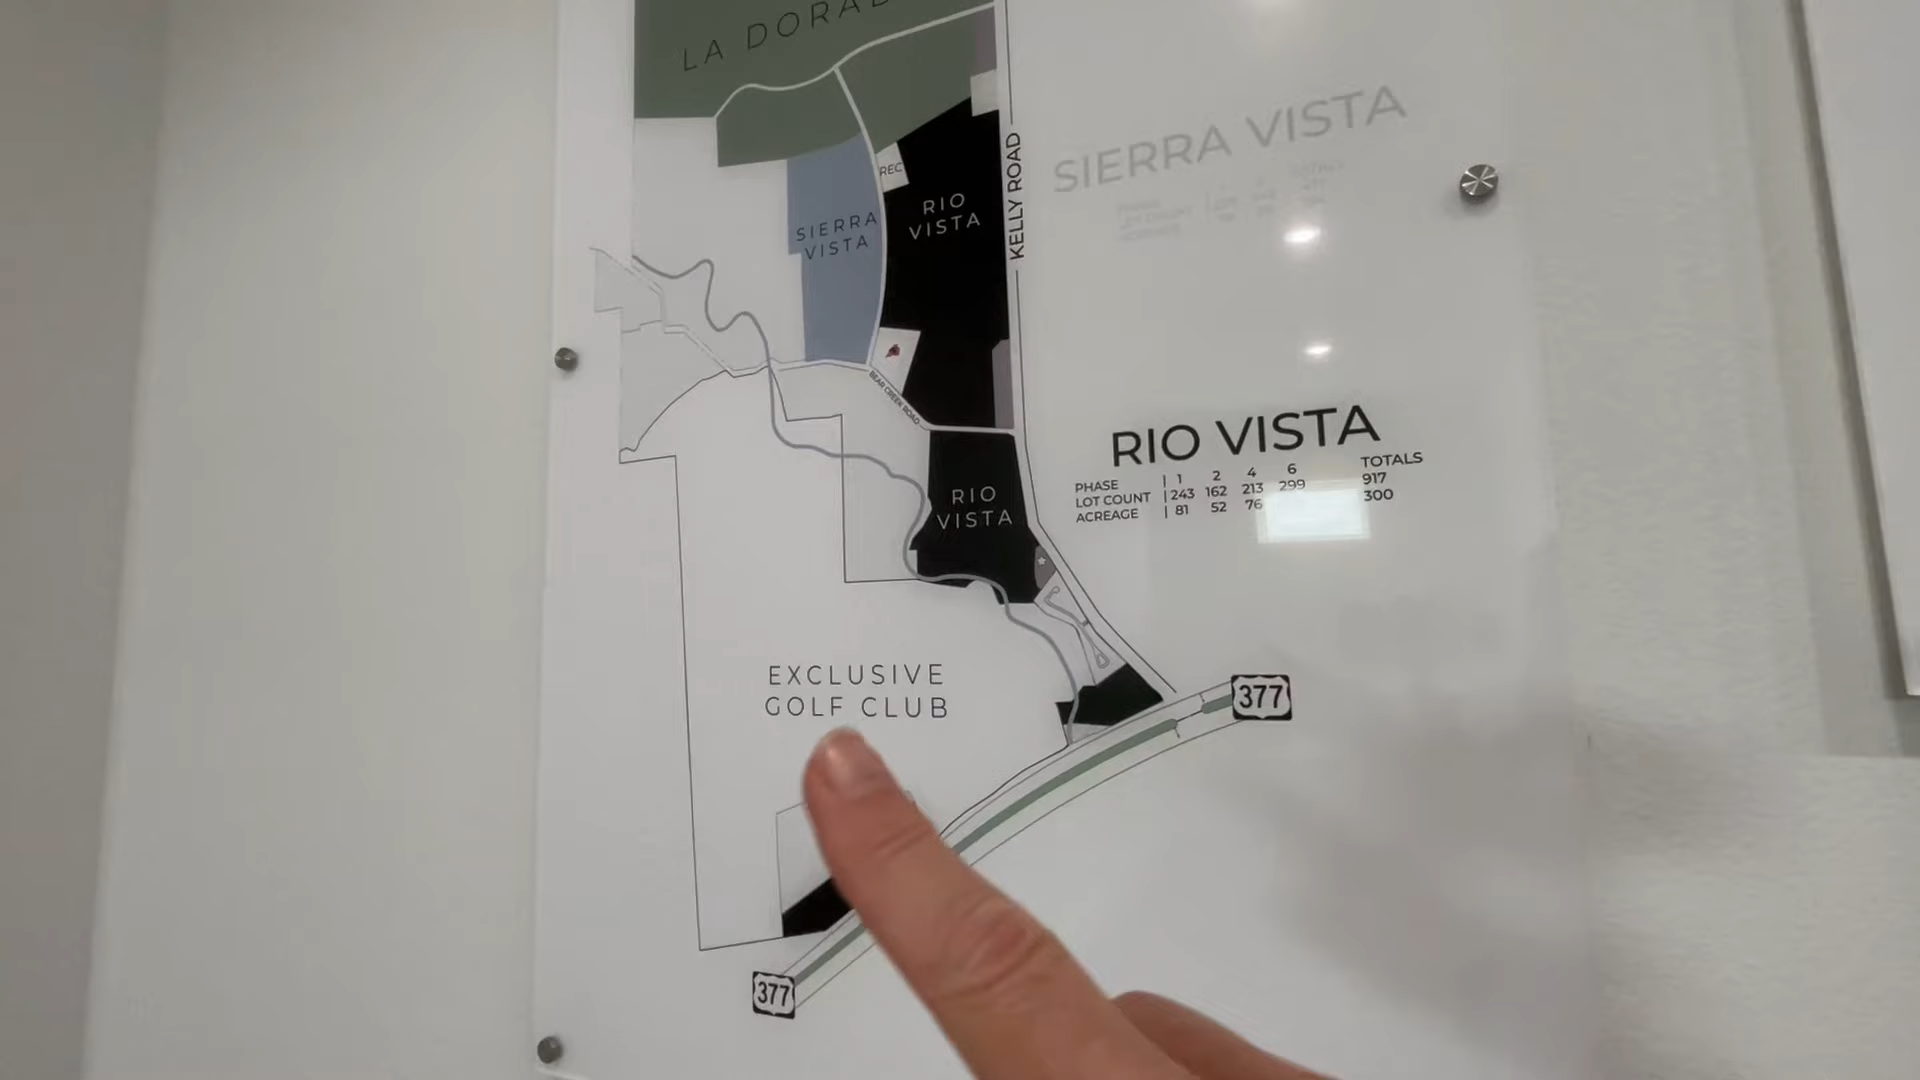 LA DORAD
REC
RIO
VISTA
SIERRA
VISTA
KELLY ROAD
SIERRA VISTA
BEAR CREEK ROAD
RIO VISTA
PHASE | 1 2 4 6 TOTALS
LOT COUNT | 243 162 213 299 917
ACREAGE | 81 52 76 300
RIO
VISTA
EXCLUSIVE
GOLF CLUB
377
377